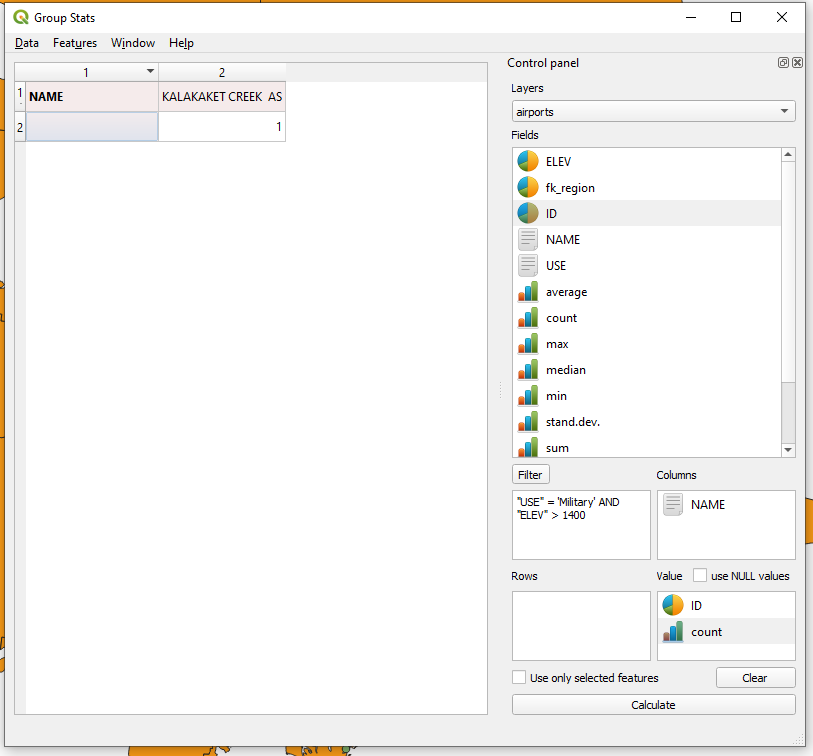 Group Stats
Data Features Window Help
1 2
1 NAME KALAKAKET CREEK AS
2 1
Control panel
Layers
airports
Fields
ELEV
fk_region
ID
NAME
USE
average
count
max
median
min
stand.dev.
sum
Filter
Columns
"USE" = 'Military' AND
"ELEV" > 1400
NAME
Rows
Value use NULL values
ID
count
Use only selected features
Clear
Calculate